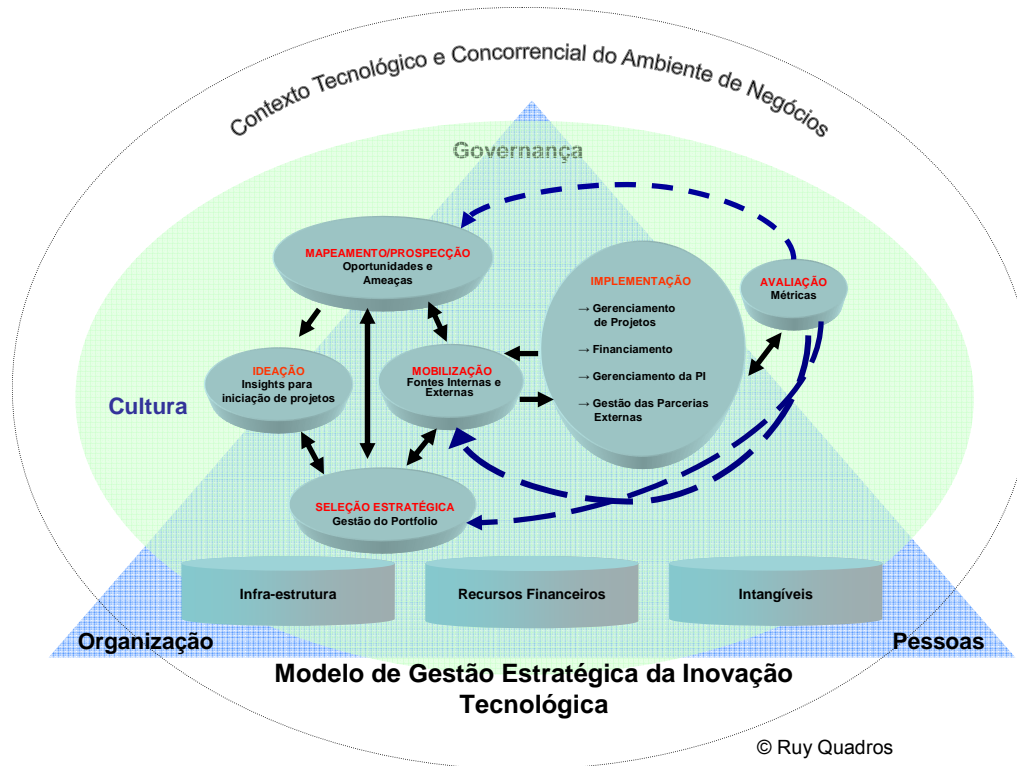 Contexto Tecnológico e Concorrencial do Ambiente de Negócios
Governança
MAPEAMENTO/PROSPECÇÃO
Oportunidades e
Ameaças
IMPLEMENTAÇÃO
→ Gerenciamento
de Projetos
→ Financiamento
→ Gerenciamento da PI
→ Gestão das Parcerias
Externas
AVALIAÇÃO
Métricas
IDEAÇÃO
Insights para
iniciação de projetos
MOBILIZAÇÃO
Fontes Internas e
Externas
Cultura
SELEÇÃO ESTRATÉGICA
Gestão do Portfolio
Infra-estrutura
Recursos Financeiros
Intangíveis
Organização
Pessoas
Modelo de Gestão Estratégica da Inovação
Tecnológica
© Ruy Quadros